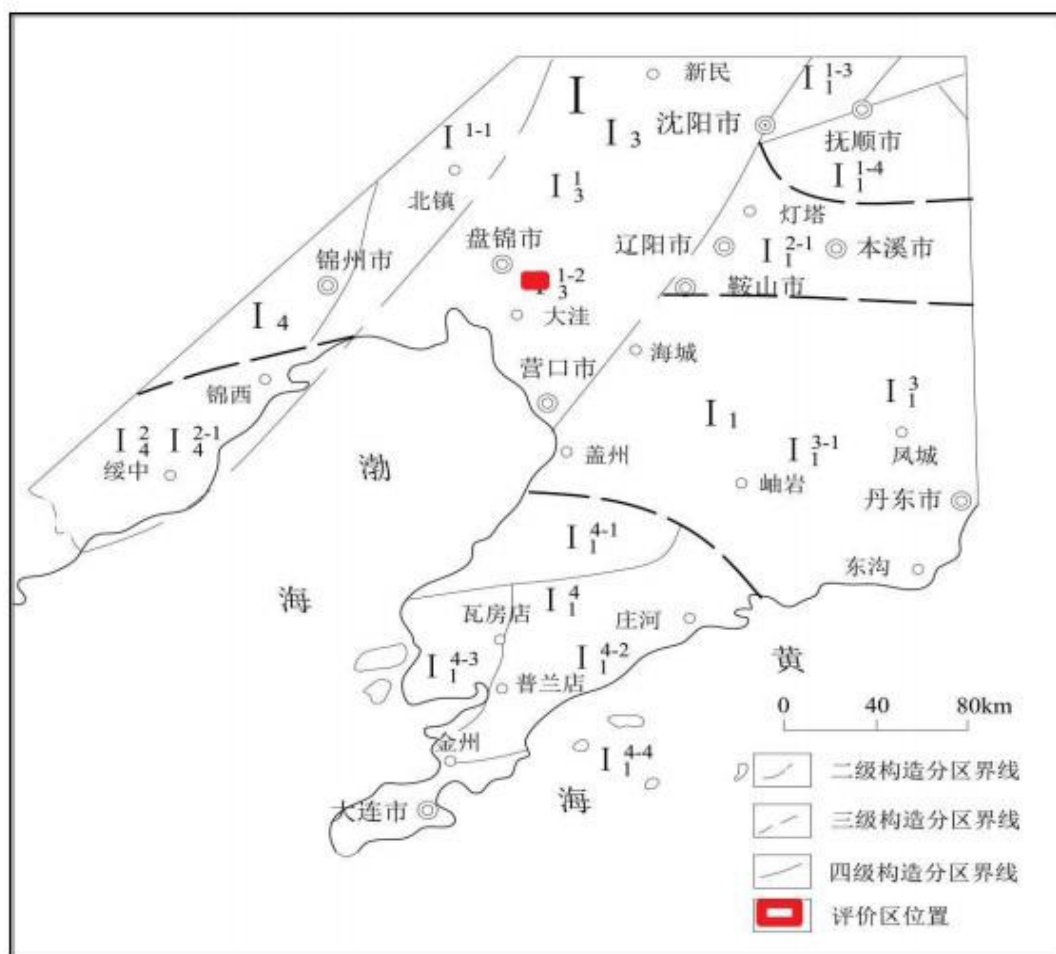 新民
I 1-3 1
I
I 3
沈阳市
抚顺市
I 1-1
I 1-4 1
北镇
I 1 3
灯塔
盘锦市
辽阳市
I 2-1 1
本溪市
锦州市
I 1-2 3
鞍山市
大洼
I 4
海城
营口市
锦西
I 3 1
I 1
I 2 4
I 2-1 4
渤
盖州
I 3-1 1
凤城
绥中
岫岩
丹东市
I 4-1 1
东沟
海
I 4 1
瓦房店
庄河
I 4-3 1
I 4-2 1
黄
普兰店
0 40 80km
金州
I 4-4 1
海
大连市
二级构造分区界线
三级构造分区界线
四级构造分区界线
评价区位置